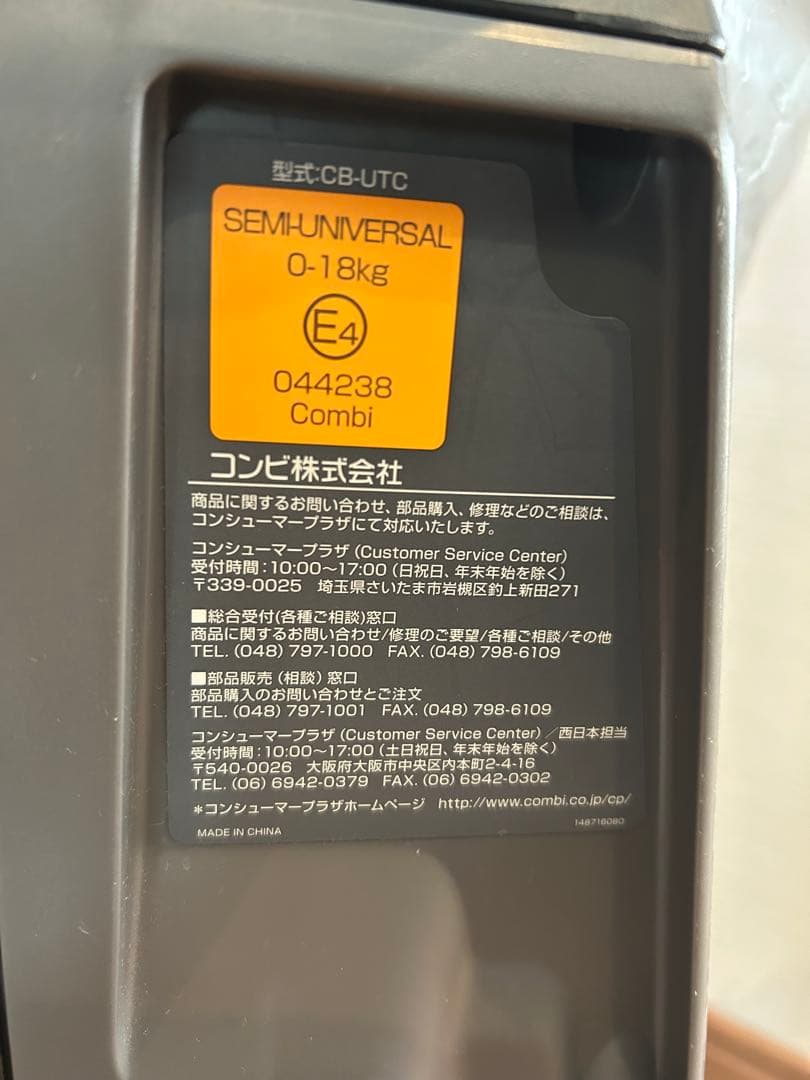 型式:CB-UTC
SEMI-UNIVERSAL
0-18kg
E4
044238
Combi
コンビ株式会社
商品に関するお問い合わせ、部品購入、修理などのご相談は、
コンシューマープラザにて対応いたします。
コンシューマープラザ (Customer Service Center)
受付時間:10:00〜17:00 (日祝日、年末年始を除く)
〒339-0025 埼玉県さいたま市岩槻区釣上新田271
■総合受付(各種ご相談)窓口
商品に関するお問い合わせ/修理のご要望/各種ご相談/その他
TEL. (048) 797-1000 FAX. (048) 798-6109
■部品販売 (相談) 窓口
部品購入のお問い合わせとご注文
TEL. (048) 797-1001 FAX. (048) 798-6109
コンシューマープラザ (Customer Service Center) ／西日本担当
受付時間:10:00〜17:00 (土日祝日、年末年始を除く)
〒540-0026 大阪府大阪市中央区内本町2-4-16
TEL. (06) 6942-0379 FAX. (06) 6942-0302
*コンシューマープラザホームページ http://www.combi.co.jp/cp/
MADE IN CHINA
148716080